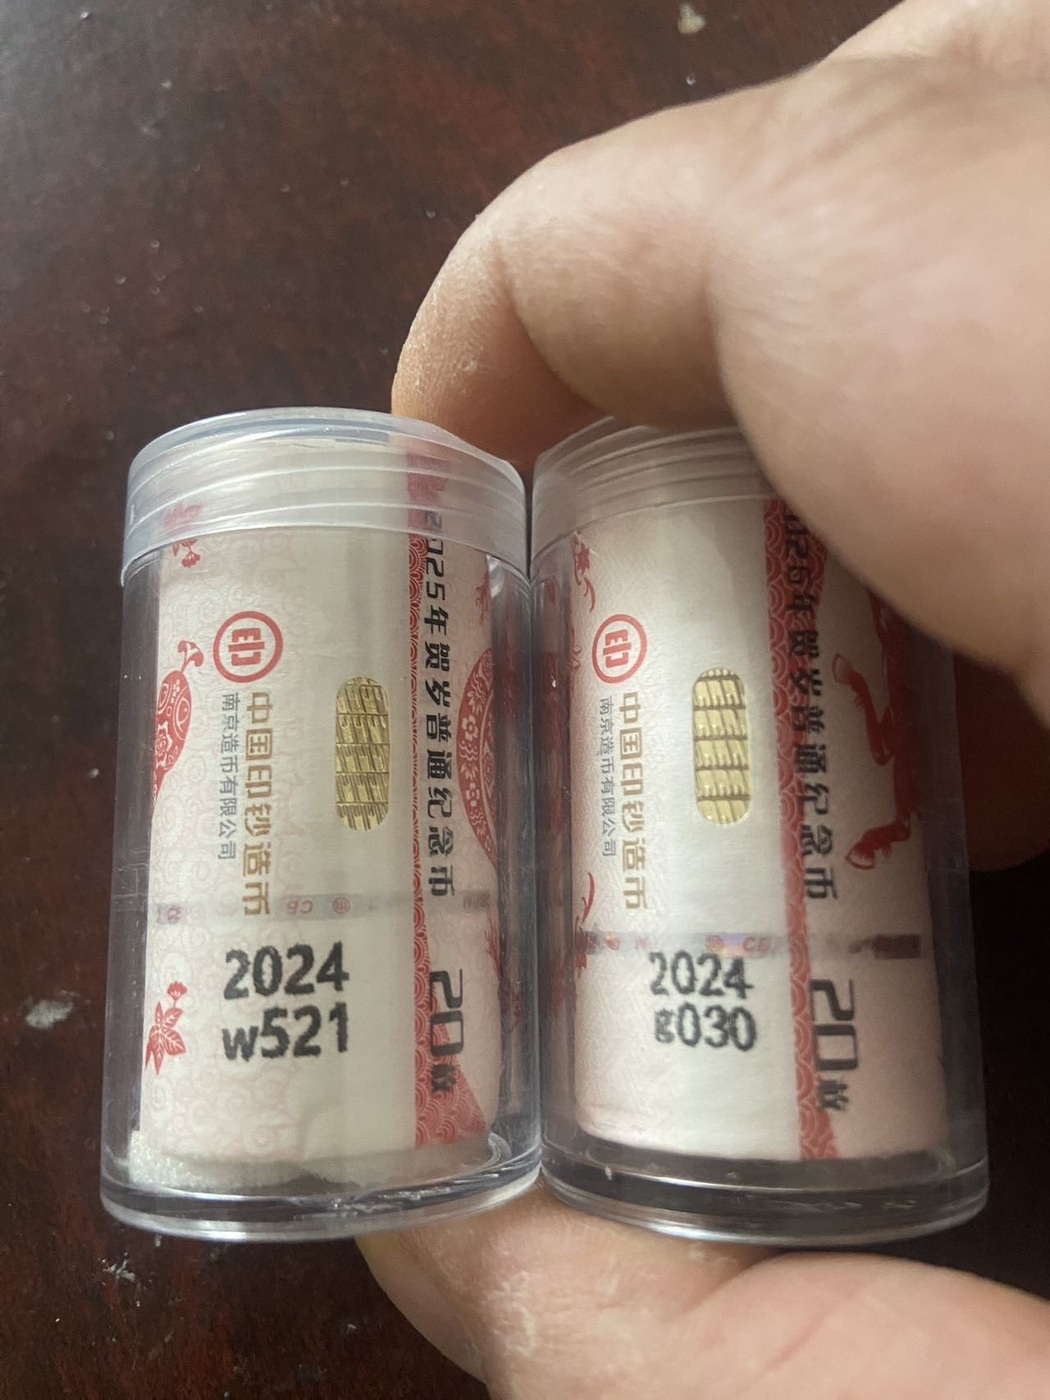 印
中国印钞造币
南京造币有限公司
2025年贺岁普通纪念币
20枚
2024
w521
印
中国印钞造币
南京造币有限公司
年贺岁普通纪念币
20枚
2024
g030